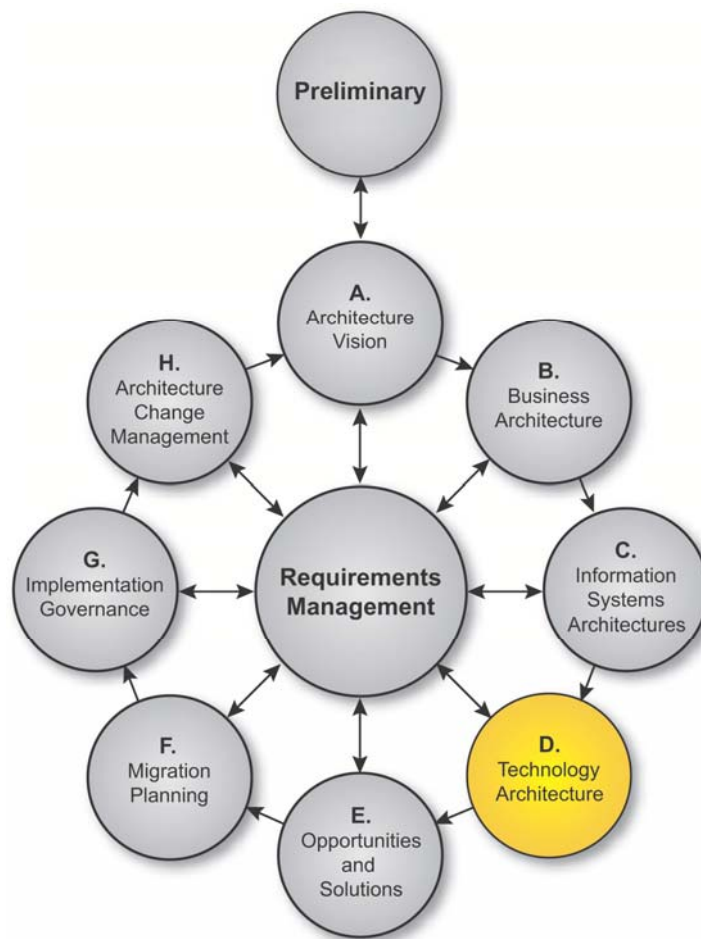 Preliminary
A.
Architecture
Vision
B.
Business
Architecture
C.
Information
Systems
Architectures
D.
Technology
Architecture
E.
Opportunities
and
Solutions
F.
Migration
Planning
G.
Implementation
Governance
H.
Architecture
Change
Management
Requirements
Management